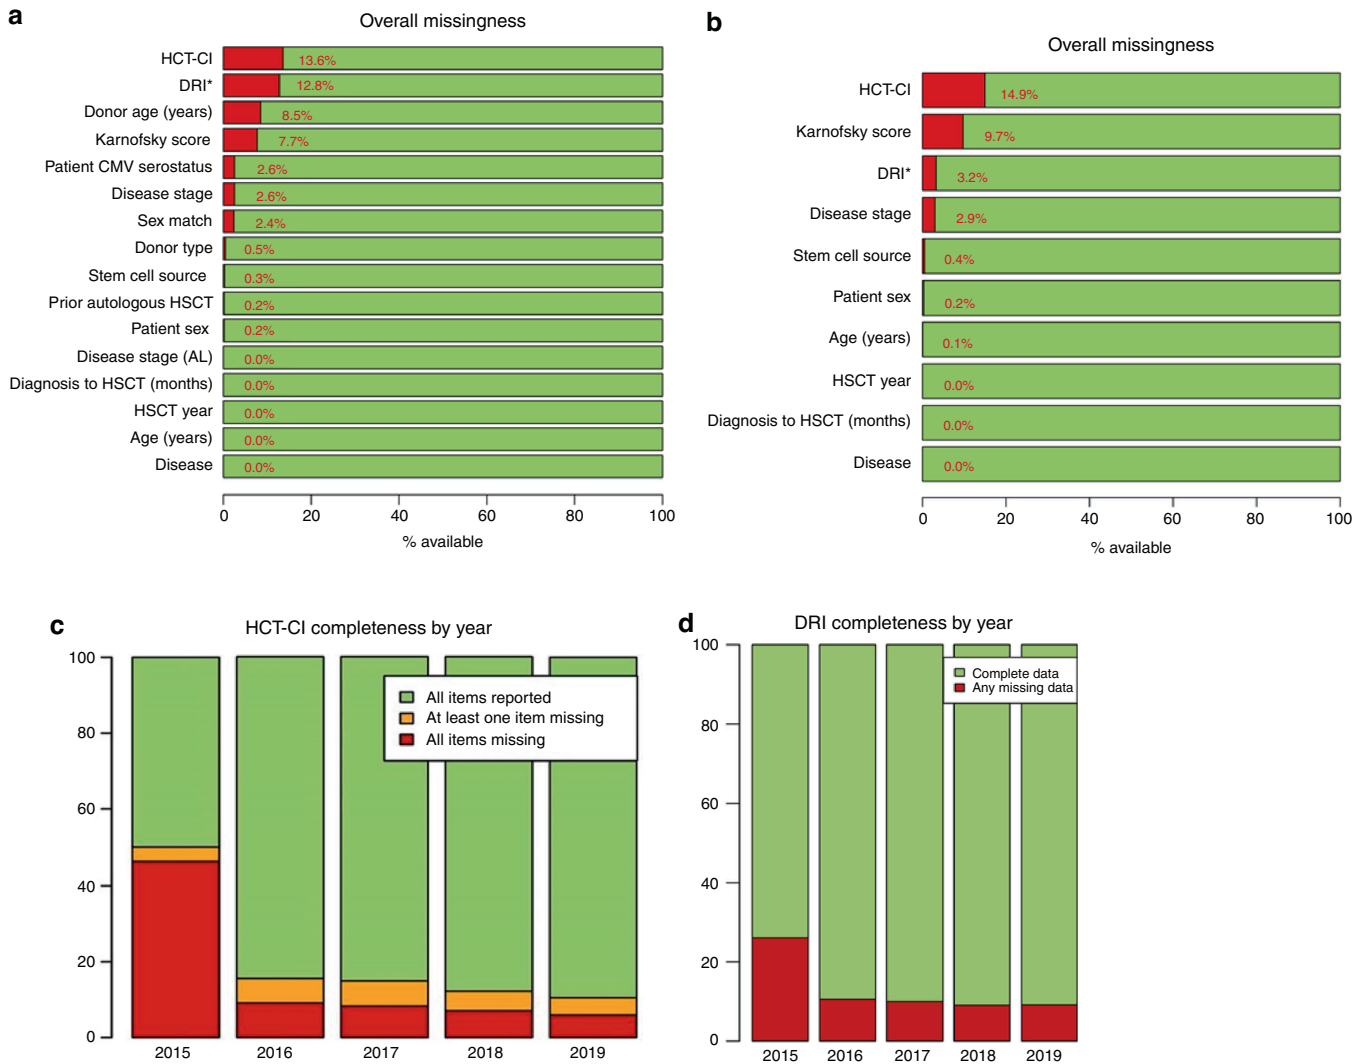 a
Overall missingness
HCT-CI 13.6%
DRI* 12.8%
Donor age (years) 8.5%
Karnofsky score 7.7%
Patient CMV serostatus 2.6%
Disease stage 2.6%
Sex match 2.4%
Donor type 0.5%
Stem cell source 0.3%
Prior autologous HSCT 0.2%
Patient sex 0.2%
Disease stage (AL) 0.0%
Diagnosis to HSCT (months) 0.0%
HSCT year 0.0%
Age (years) 0.0%
Disease 0.0%
0 20 40 60 80 100
% available
b
Overall missingness
HCT-CI 14.9%
Karnofsky score 9.7%
DRI* 3.2%
Disease stage 2.9%
Stem cell source 0.4%
Patient sex 0.2%
Age (years) 0.1%
HSCT year 0.0%
Diagnosis to HSCT (months) 0.0%
Disease 0.0%
0 20 40 60 80 100
% available
c
HCT-CI completeness by year
100
80
60
40
20
0
All items reported
At least one item missing
All items missing
2015 2016 2017 2018 2019
d
DRI completeness by year
100
80
60
40
20
0
Complete data
Any missing data
2015 2016 2017 2018 2019